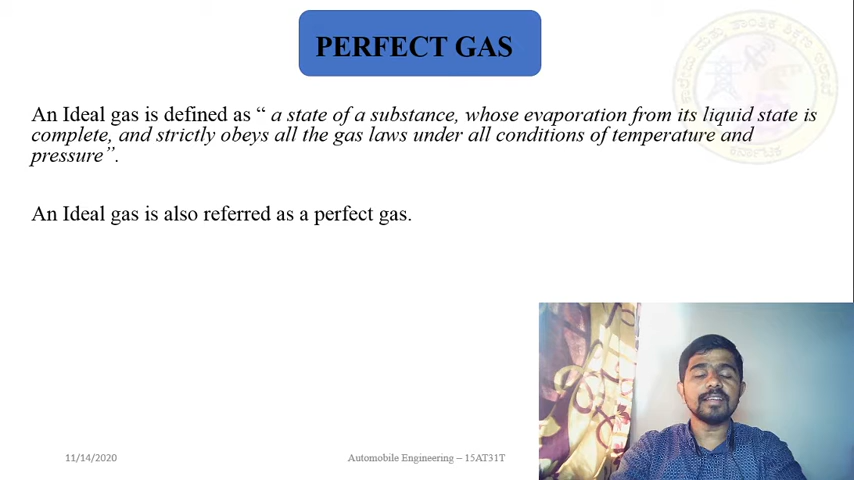 PERFECT GAS
An Ideal gas is defined as “ a state of a substance, whose evaporation from its liquid state is
complete, and strictly obeys all the gas laws under all conditions of temperature and
pressure”.
An Ideal gas is also referred as a perfect gas.
11/14/2020
Automobile Engineering – 15AT31T
ಕರ್ನಾಟಕ